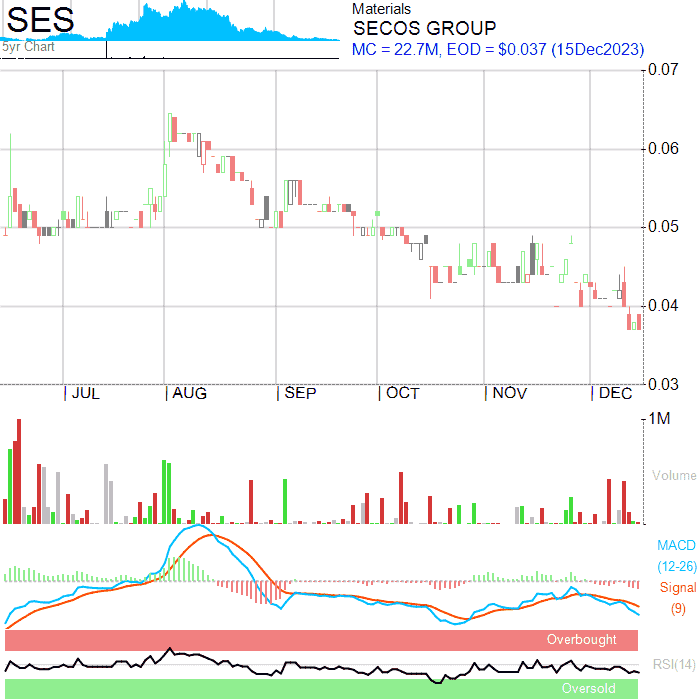 SES
5yr Chart
Materials
SECOS GROUP
MC = 22.7M, EOD = $0.037 (15Dec2023)
0.07
0.06
0.05
0.04
0.03
JUL AUG SEP OCT NOV DEC
1M
Volume
MACD
(12-26)
Signal
(9)
Overbought
RSI(14)
Oversold